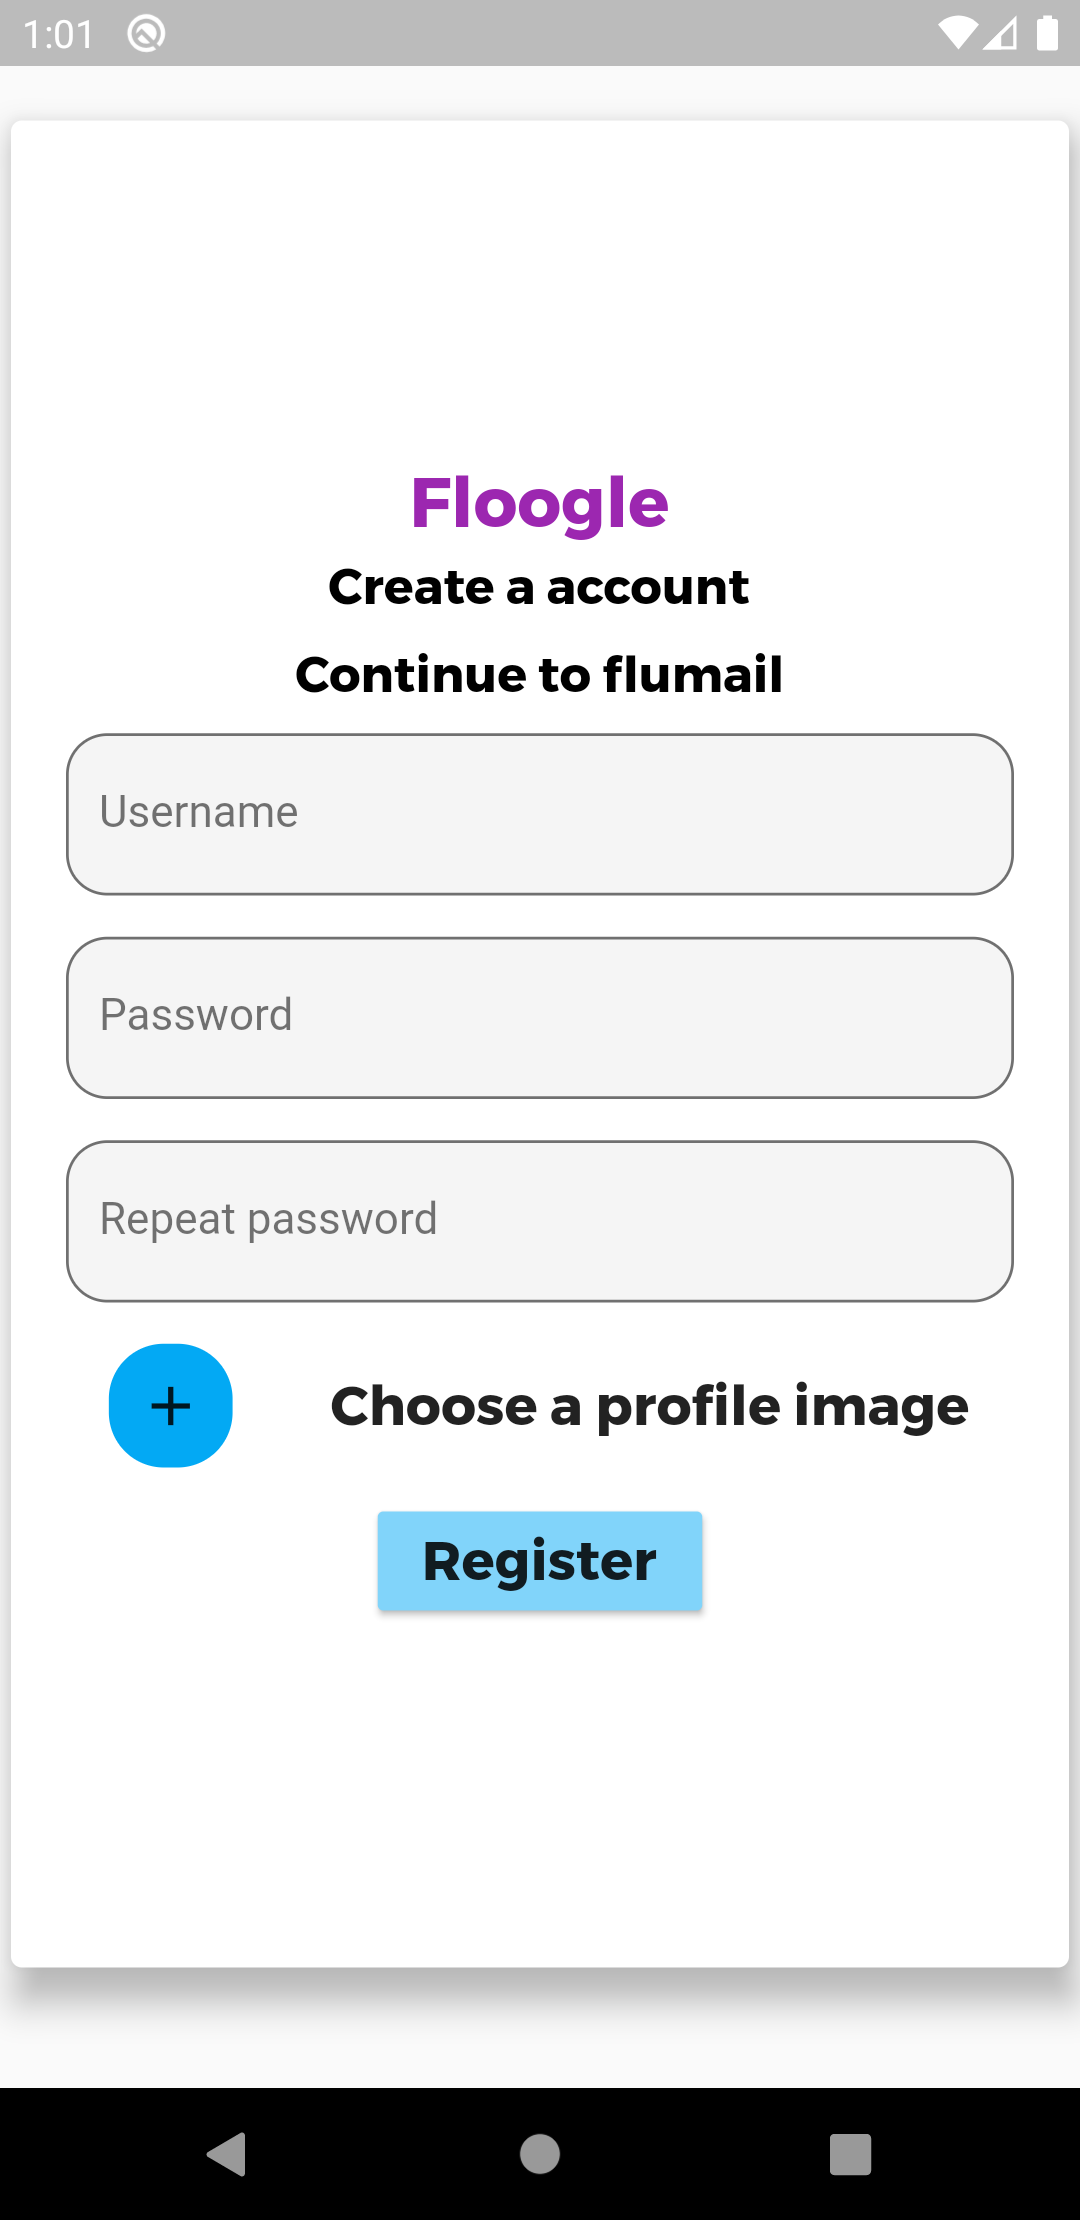 1:01
Floogle
Create a account
Continue to flumail
Username
Password
Repeat password
Choose a profile image
Register